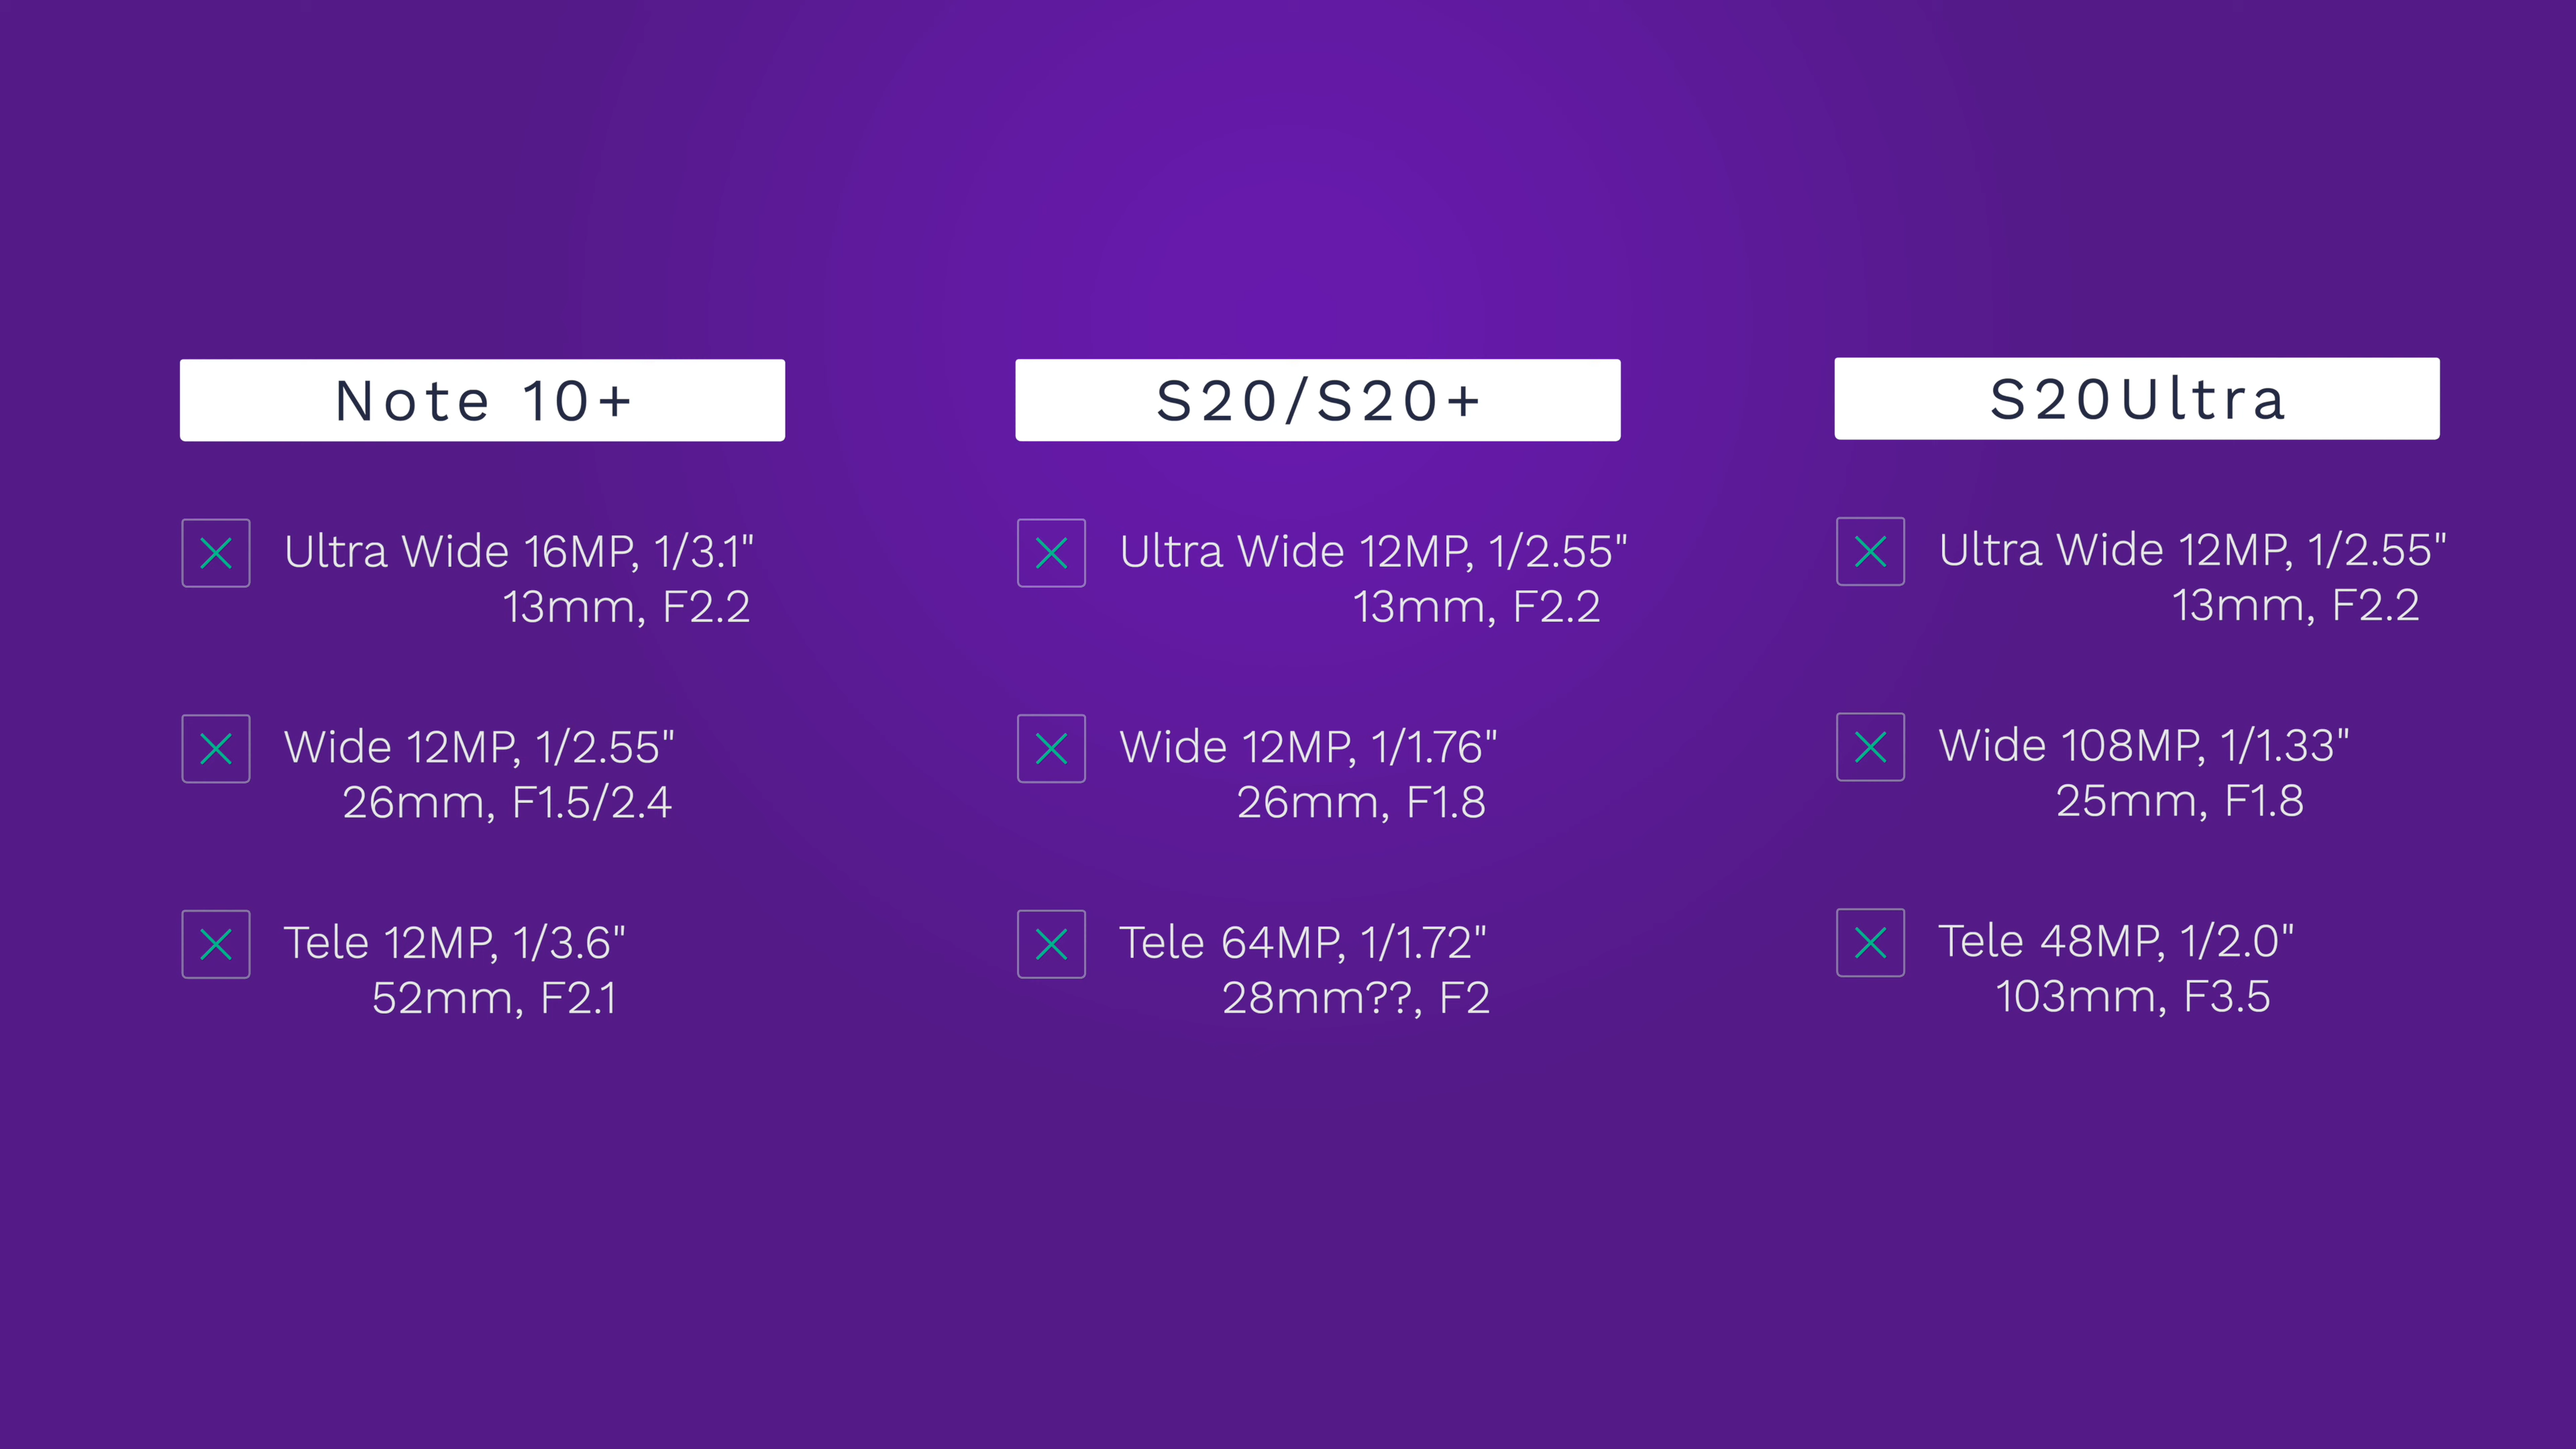 Note 10+
Ultra Wide 16MP, 1/3.1"
13mm, F2.2
Wide 12MP, 1/2.55"
26mm, F1.5/2.4
Tele 12MP, 1/3.6"
52mm, F2.1
S20/S20+
Ultra Wide 12MP, 1/2.55"
13mm, F2.2
Wide 12MP, 1/1.76"
26mm, F1.8
Tele 64MP, 1/1.72"
28mm??, F2
S20Ultra
Ultra Wide 12MP, 1/2.55"
13mm, F2.2
Wide 108MP, 1/1.33"
25mm, F1.8
Tele 48MP, 1/2.0"
103mm, F3.5